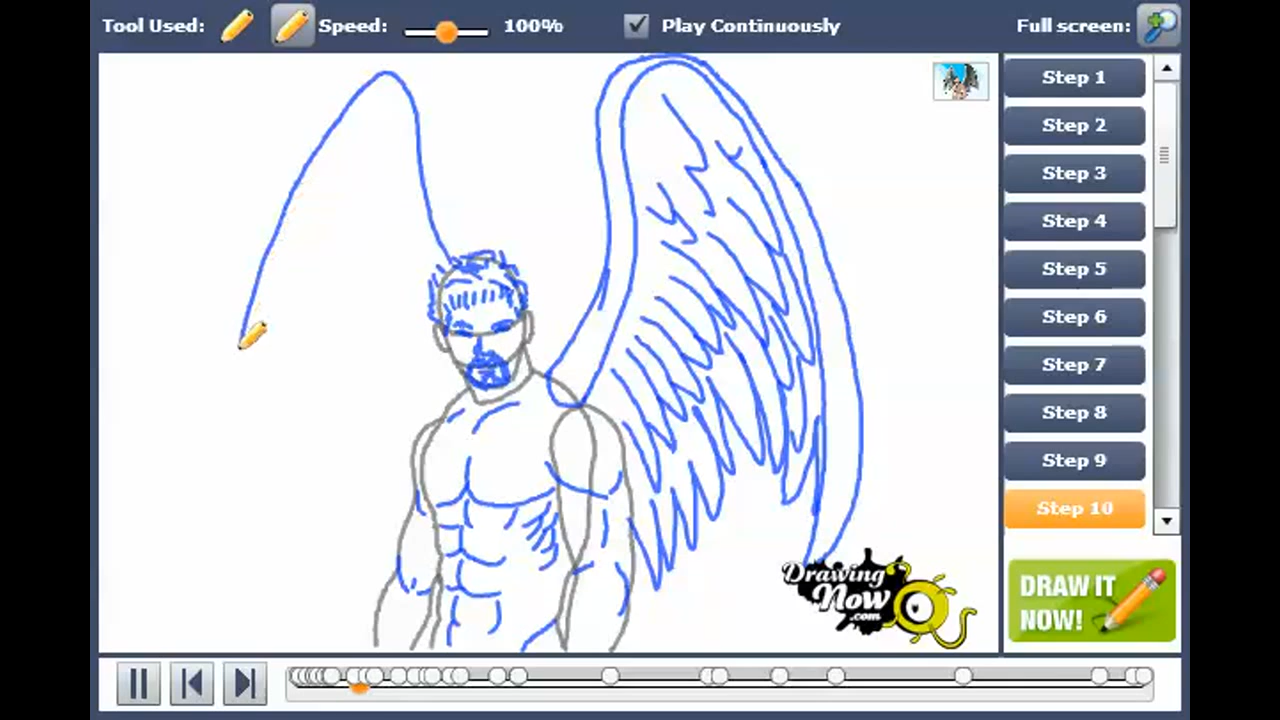 Tool Used:
Speed:
100%
Play Continuously
Full screen:
Step 1
Step 2
Step 3
Step 4
Step 5
Step 6
Step 7
Step 8
Step 9
Step 10
Drawing
Now
.com
DRAW IT
NOW!